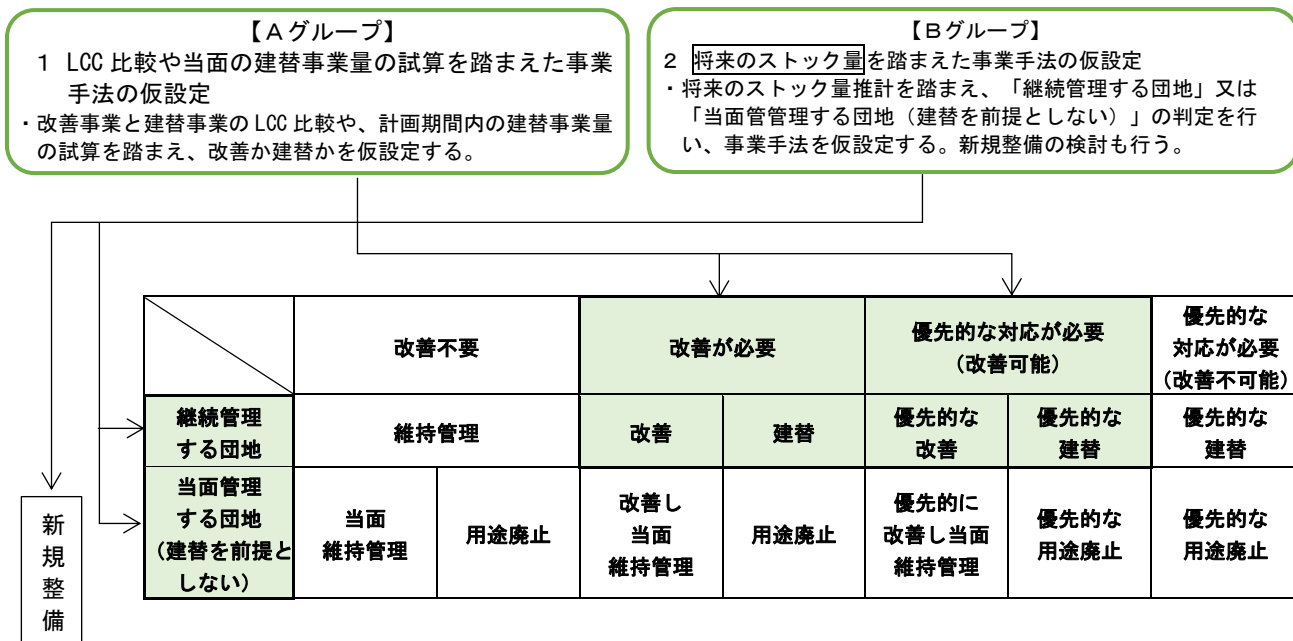 【Aグループ】
1 LCC 比較や当面の建替事業量の試算を踏まえた事業
手法の仮設定
・改善事業と建替事業の LCC 比較や、計画期間内の建替事業量
の試算を踏まえ、改善か建替かを仮設定する。
【Bグループ】
2 将来のストック量を踏まえた事業手法の仮設定
・将来のストック量推計を踏まえ、「継続管理する団地」又は
「当面管管理する団地（建替を前提としない）」の判定を行
い、事業手法を仮設定する。新規整備の検討も行う。
改善不要
改善が必要
優先的な対応が必要
（改善可能）
優先的な
対応が必要
（改善不可能）
継続管理
する団地
維持管理
改善
建替
優先的な
改善
優先的な
建替
優先的な
建替
当面管理
する団地
（建替を前提と
しない）
当面
維持管理
用途廃止
改善し
当面
維持管理
用途廃止
優先的に
改善し当面
維持管理
優先的な
用途廃止
優先的な
用途廃止
新規整備